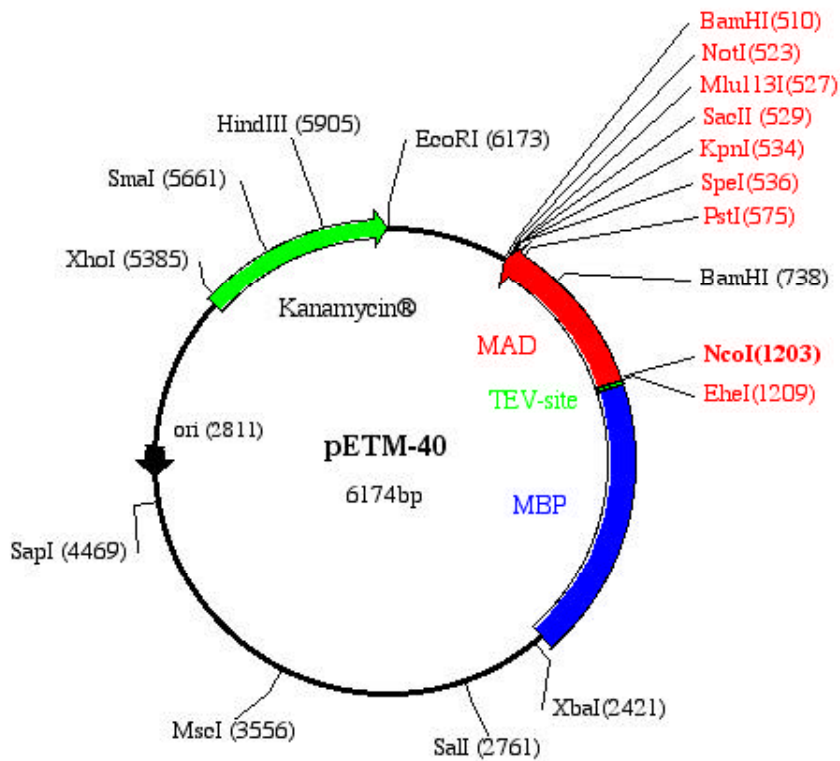 BamHI(510)
NotI(523)
Mlu113I(527)
SacII (529)
KpnI(534)
SpeI(536)
PstI(575)
HindIII (5905)
EcoRI (6173)
SmaI (5661)
XhoI (5385)
BamHI (738)
Kanamycin®
MAD
NcoI(1203)
TEV-site
EheI(1209)
ori (2811)
pETM-40
6174bp
MBP
SapI (4469)
XbaI(2421)
MscI (3556)
SalI (2761)